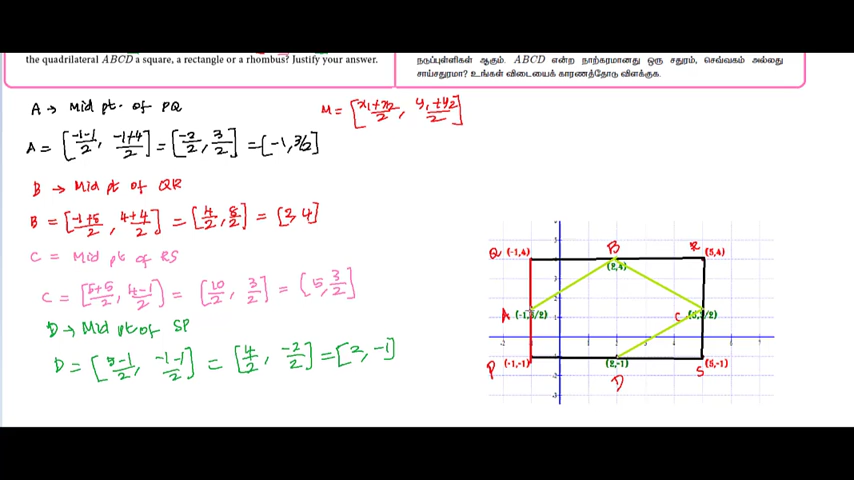 the quadrilateral ABCD a square, a rectangle or a rhombus? Justify your answer.
நடுப்புள்ளிகள் ஆகும். ABCD என்ற நாற்கரமானது ஒரு சதுரம், செவ்வகம் அல்லது
சாய்சதுரமா? உங்கள் விடையைக் காரணத்தோடு விளக்குக.
A → Mid pt. of PQ
M = [x₁+x₂/2, y₁+y₂/2]
A = [-1-1/2, -1+4/2] = [-2/2, 3/2] = [-1, 3/2]
B → Mid pt of QR
B = [-1+5/2, 4+4/2] = [4/2, 8/2] = [2, 4]
C = Mid pt of RS
C = [5+5/2, 4-1/2] = [10/2, 3/2] = [5, 3/2]
D → Mid pt of SP
D = [5-1/2, -1-1/2] = [4/2, -2/2] = [2, -1]
Q (-1,4) B R (5,4)
(2,4)
A (-1,3/2) C (5,3/2)
P (-1,-1) (2,-1) S (5,-1)
D